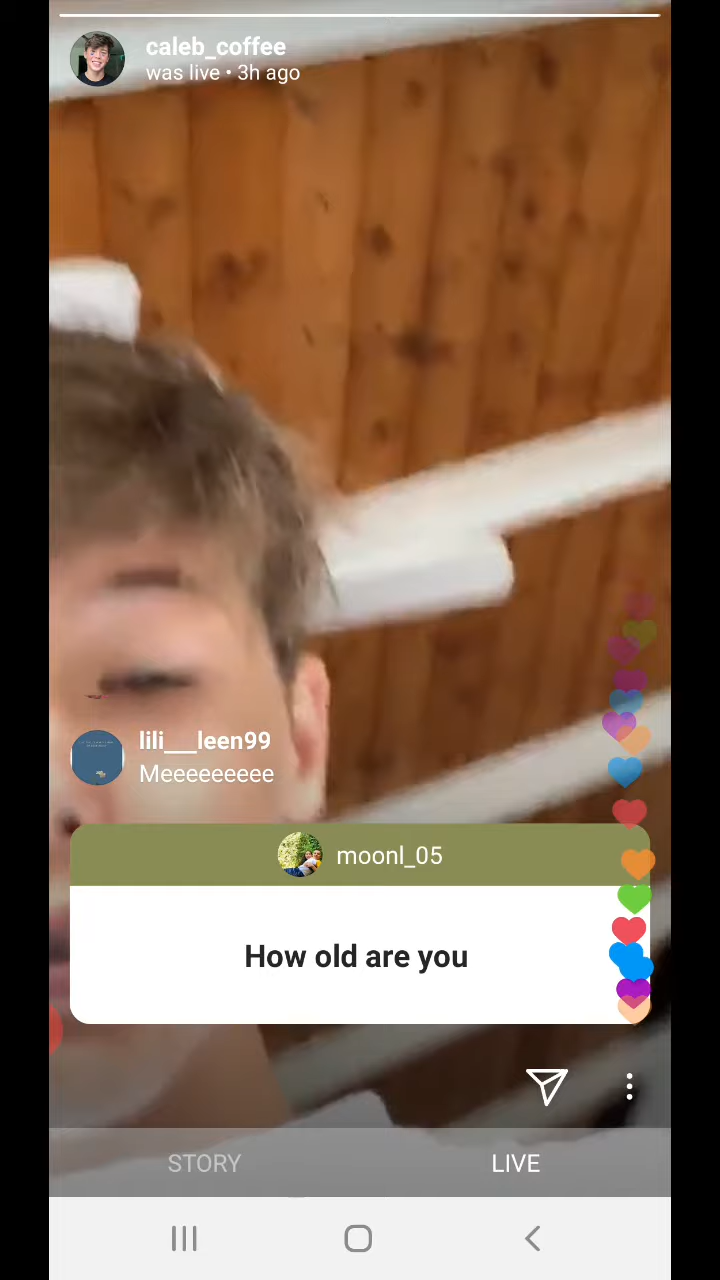 caleb_coffee
was live • 3h ago
lili___leen99
Meeeeeeeee
moonl_05
How old are you
STORY
LIVE